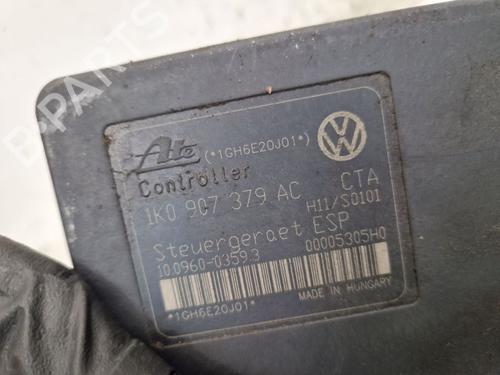 B-PARTS
Ate (*1GH6E20J01*)
Controller
1K0 907 379 AC CTA
H11/S0101
Steuergeraet ESP
10.0960-0359.3 00005305H0
*1GH6E20J01* MADE IN HUNGARY